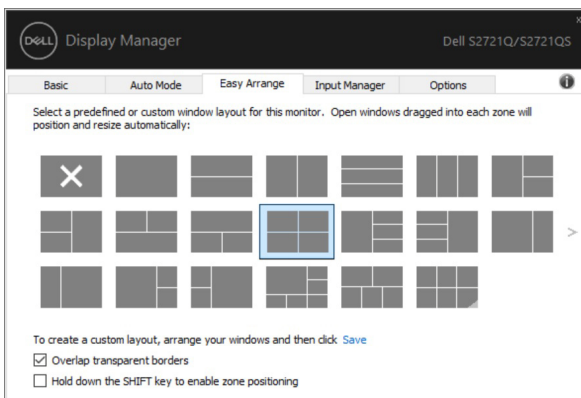 DELL Display Manager Dell S2721Q/S2721QS
Basic Auto Mode Easy Arrange Input Manager Options
Select a predefined or custom window layout for this monitor. Open windows dragged into each zone will
position and resize automatically:
To create a custom layout, arrange your windows and then click Save
Overlap transparent borders
Hold down the SHIFT key to enable zone positioning